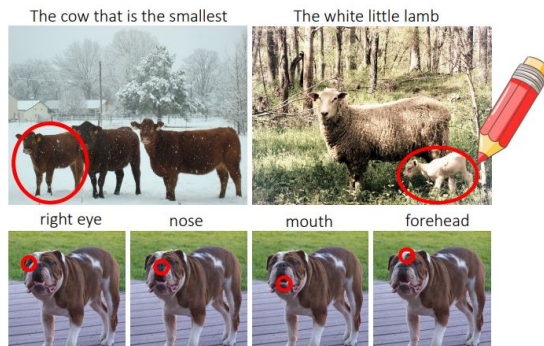 The cow that is the smallest
The white little lamb
right eye
nose
mouth
forehead